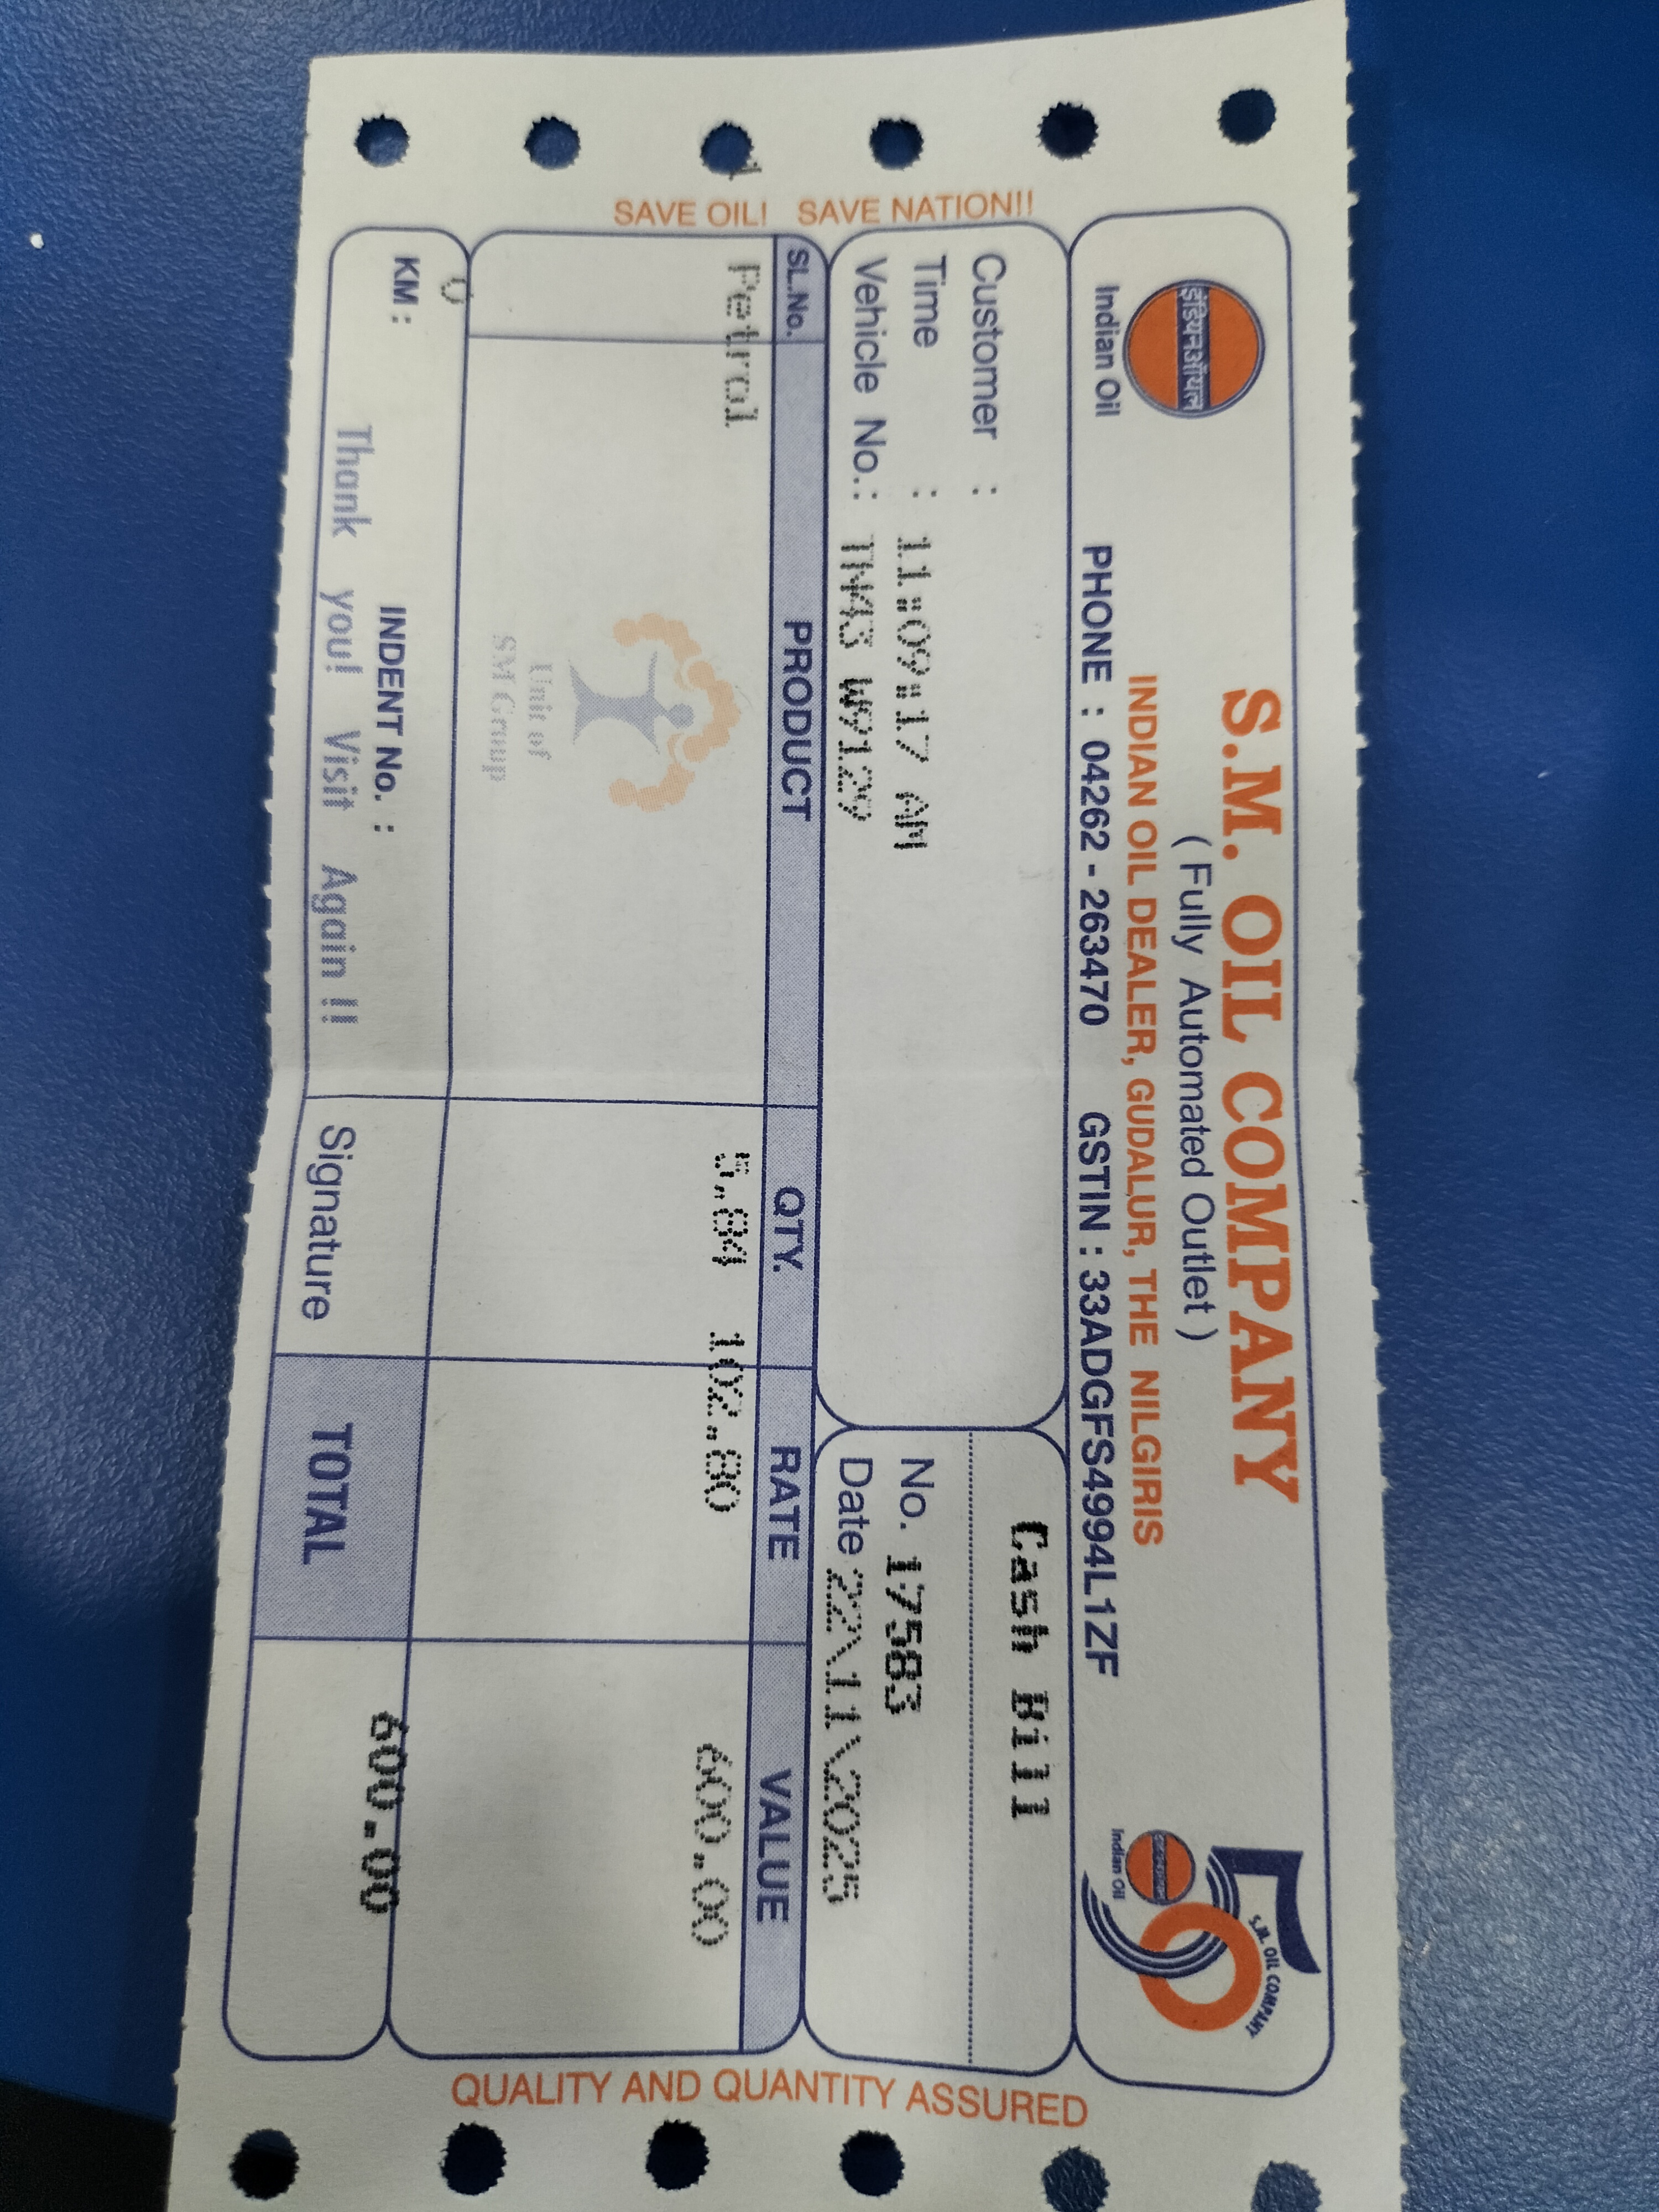 SAVE OIL! SAVE NATION!!
इंडियनऑयल
Indian Oil
S.M. OIL COMPANY
( Fully Automated Outlet )
INDIAN OIL DEALER, GUDALUR, THE NILGIRIS
PHONE : 04262 - 263470 GSTIN : 33ADGFS4994L1ZF
50
S.M. OIL COMPANY
Indian Oil
Customer :
Time : 11:09:17 AM
Vehicle No.: TN43 W9129
Cash Bill
No. 17583
Date 22\11\2025
SL.No. PRODUCT QTY. RATE VALUE
Petrol 5.84 102.80 600.00
Unit of
SM Group
0
KM : INDENT No. :
Thank you! Visit Again !!
Signature
TOTAL 600.00
QUALITY AND QUANTITY ASSURED